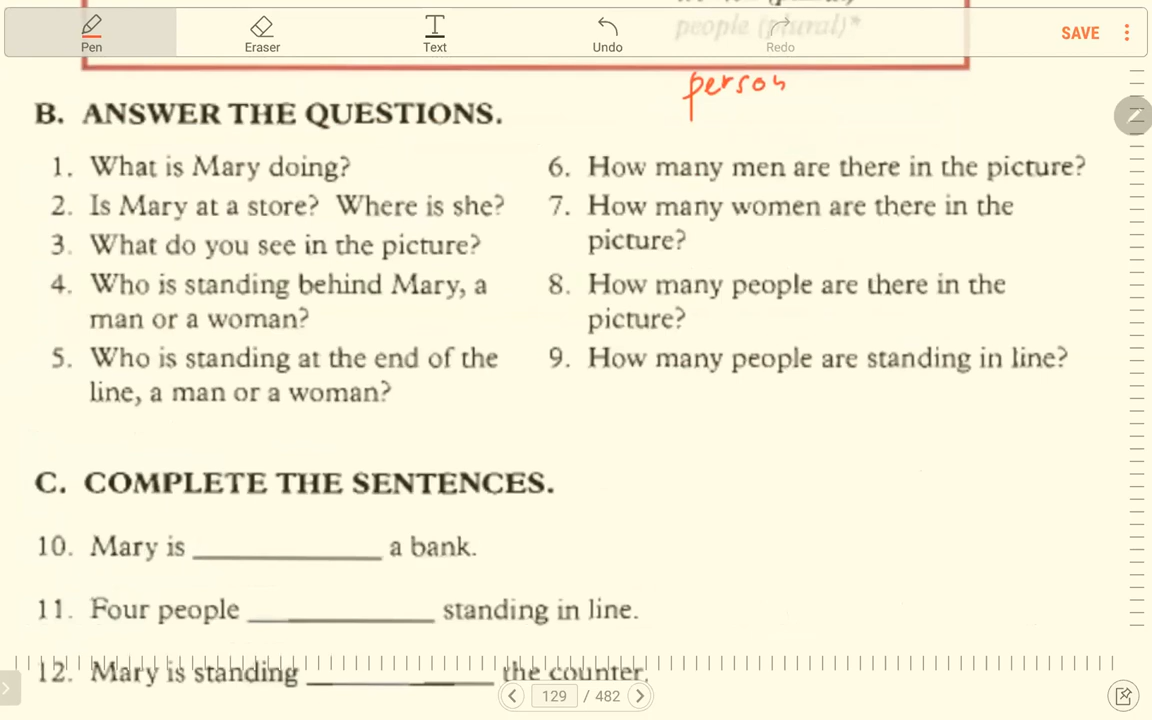 people (plural)*
Pen
Eraser
Text
Undo
Redo
SAVE
person
B. ANSWER THE QUESTIONS.
1. What is Mary doing?
2. Is Mary at a store? Where is she?
3. What do you see in the picture?
4. Who is standing behind Mary, a
man or a woman?
5. Who is standing at the end of the
line, a man or a woman?
6. How many men are there in the picture?
7. How many women are there in the
picture?
8. How many people are there in the
picture?
9. How many people are standing in line?
C. COMPLETE THE SENTENCES.
10. Mary is ____________ a bank.
11. Four people ____________ standing in line.
12. Mary is standing ____________ the counter.
129 / 482